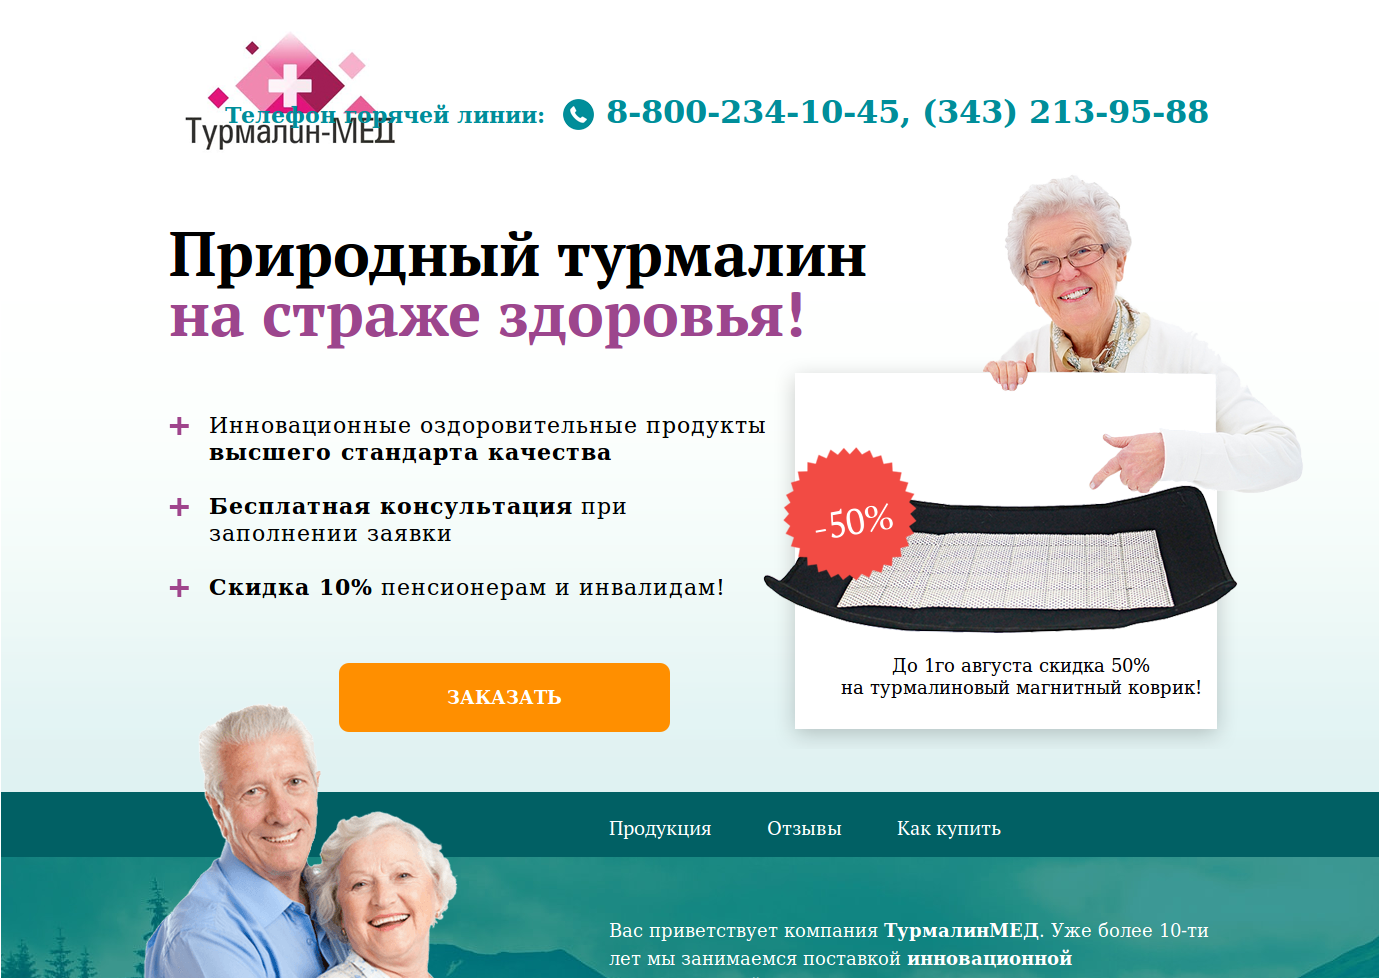 Телефон горячей линии: 8-800-234-10-45, (343) 213-95-88
Турмалин-МЕД
Природный турмалин
на страже здоровья!
+ Инновационные оздоровительные продукты
высшего стандарта качества
+ Бесплатная консультация при
заполнении заявки
+ Скидка 10% пенсионерам и инвалидам!
ЗАКАЗАТЬ
-50%
До 1го августа скидка 50%
на турмалиновый магнитный коврик!
Продукция Отзывы Как купить
Вас приветствует компания ТурмалинМЕД. Уже более 10-ти
лет мы занимаемся поставкой инновационной